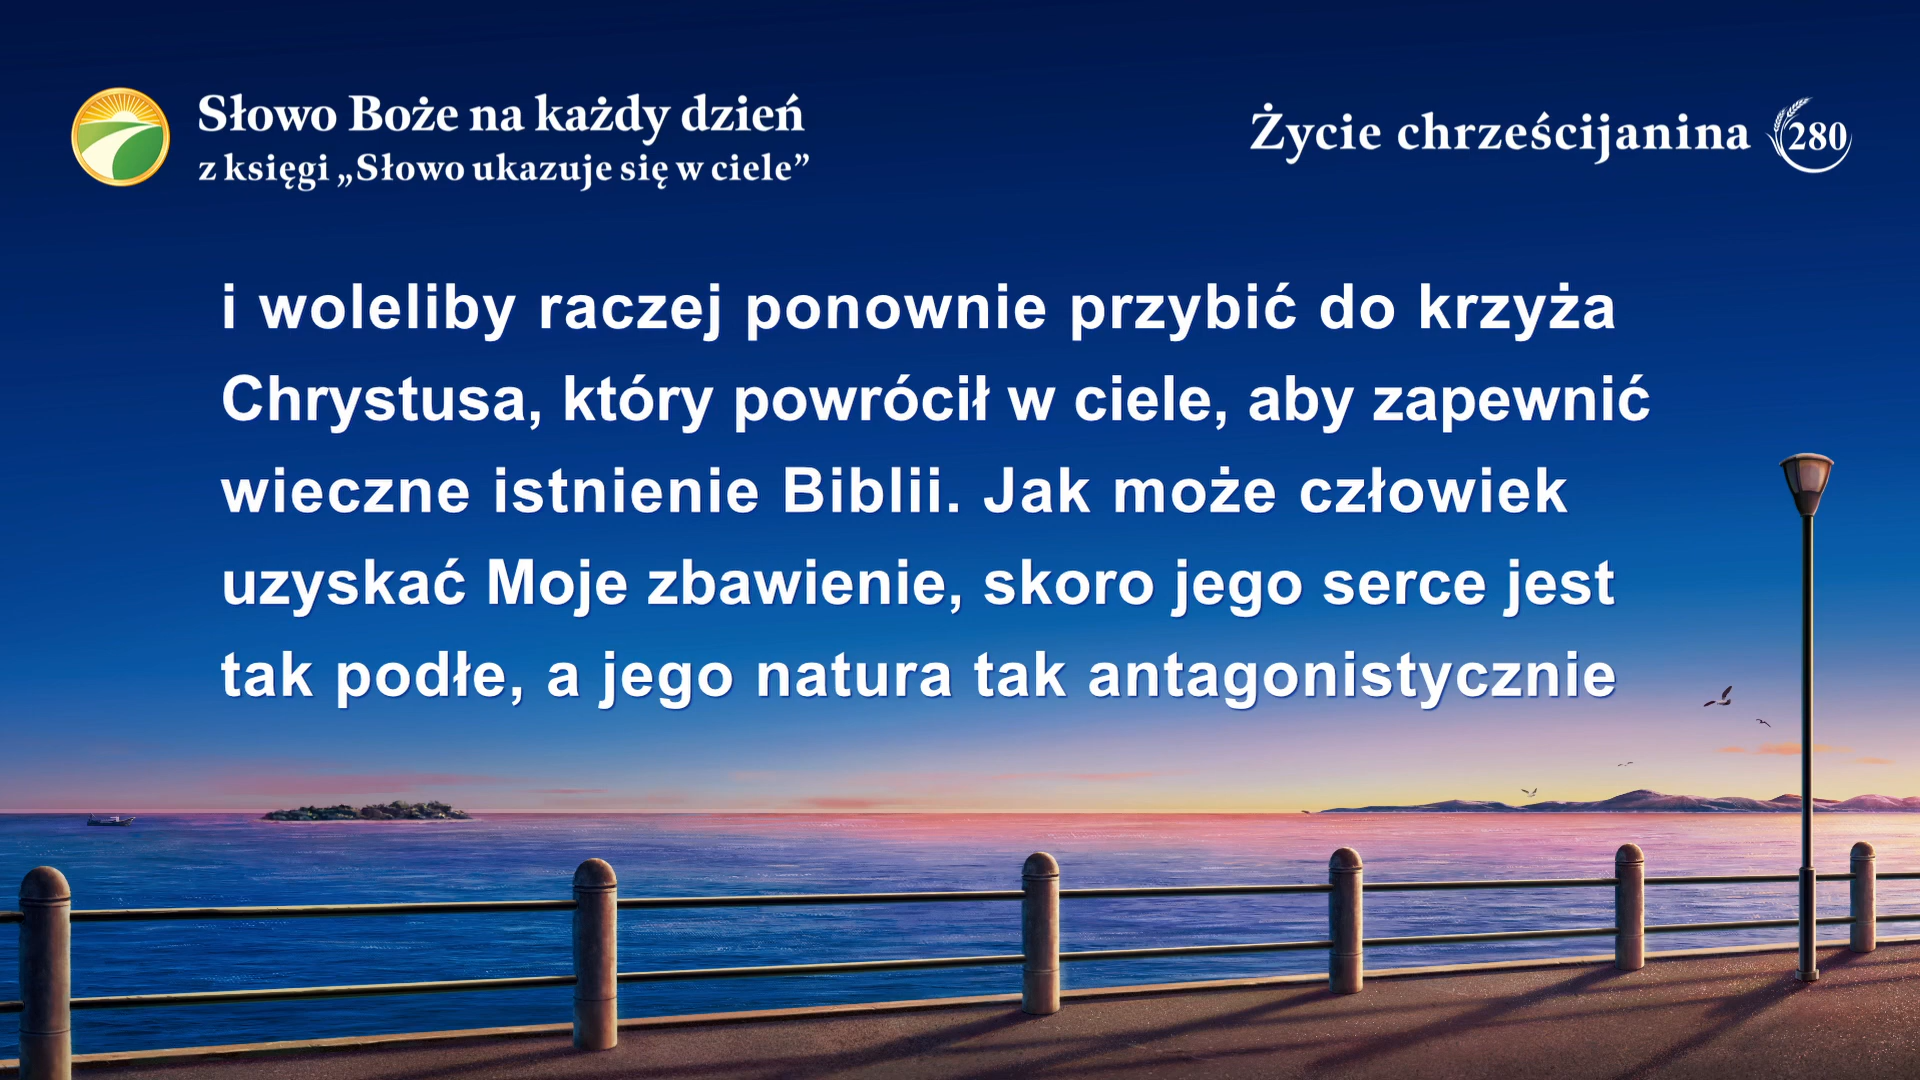 Słowo Boże na każdy dzień
z księgi „Słowo ukazuje się w ciele”
Życie chrześcijanina 280
i woleliby raczej ponownie przybić do krzyża
Chrystusa, który powrócił w ciele, aby zapewnić
wieczne istnienie Biblii. Jak może człowiek
uzyskać Moje zbawienie, skoro jego serce jest
tak podłe, a jego natura tak antagonistycznie